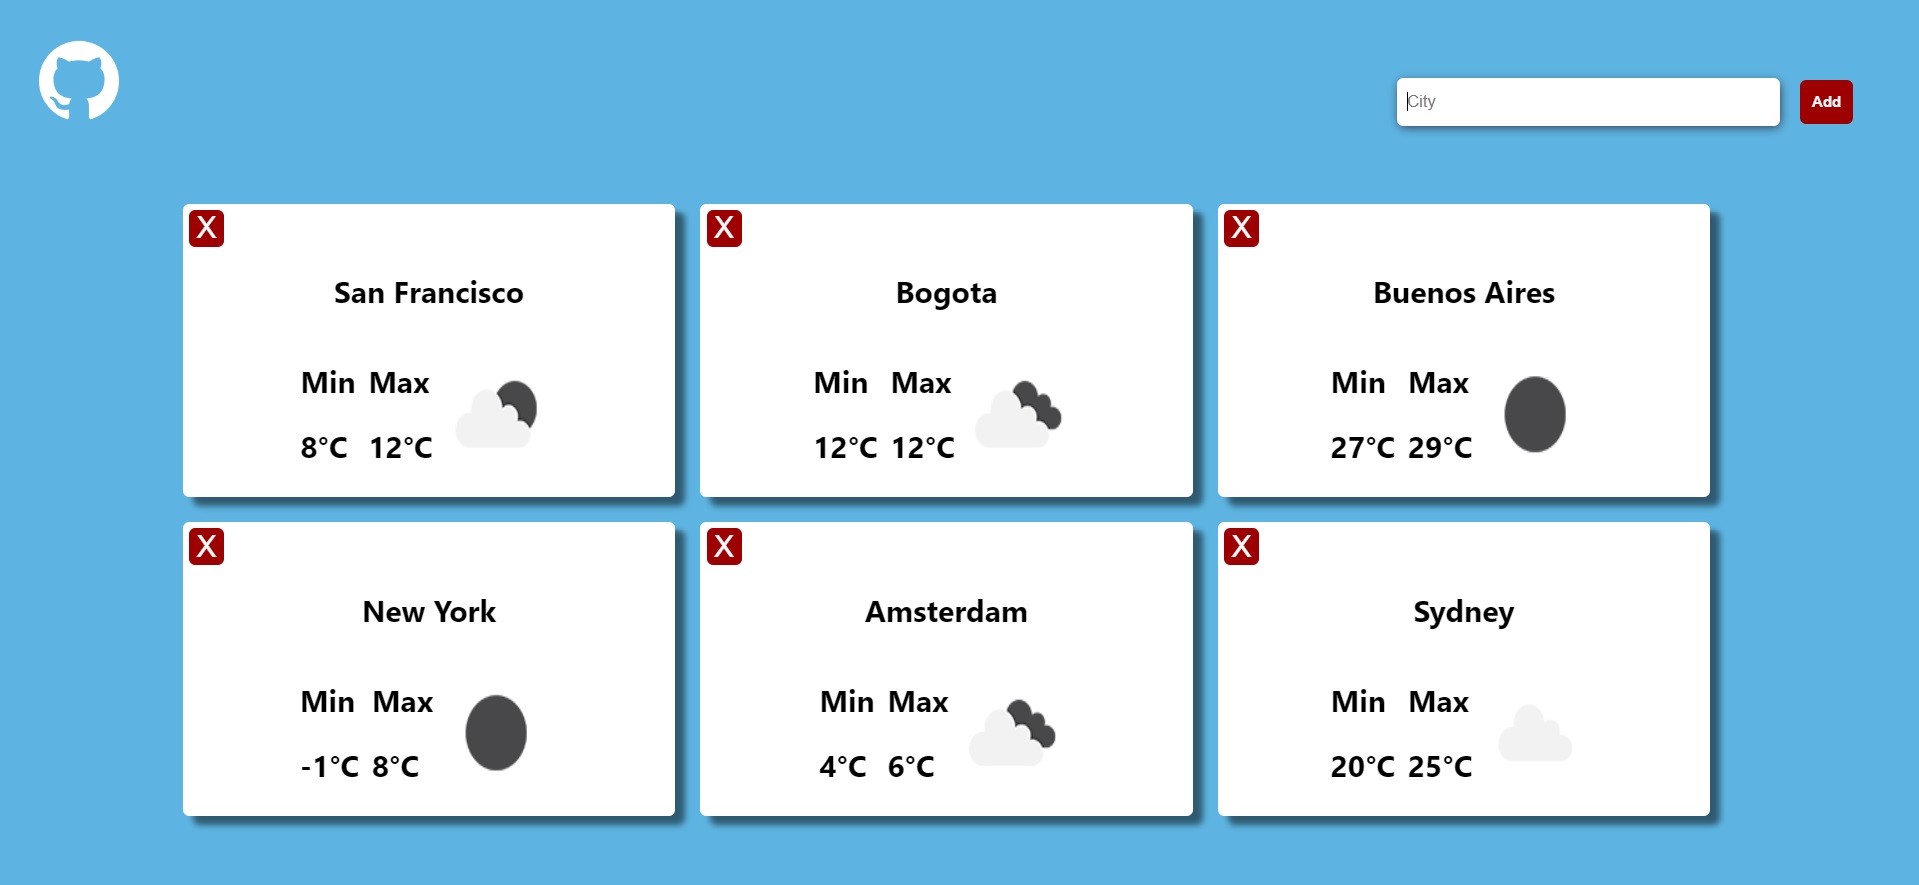 City
Add
X
San Francisco
Min Max
8°C 12°C
X
Bogota
Min Max
12°C 12°C
X
Buenos Aires
Min Max
27°C 29°C
X
New York
Min Max
-1°C 8°C
X
Amsterdam
Min Max
4°C 6°C
X
Sydney
Min Max
20°C 25°C